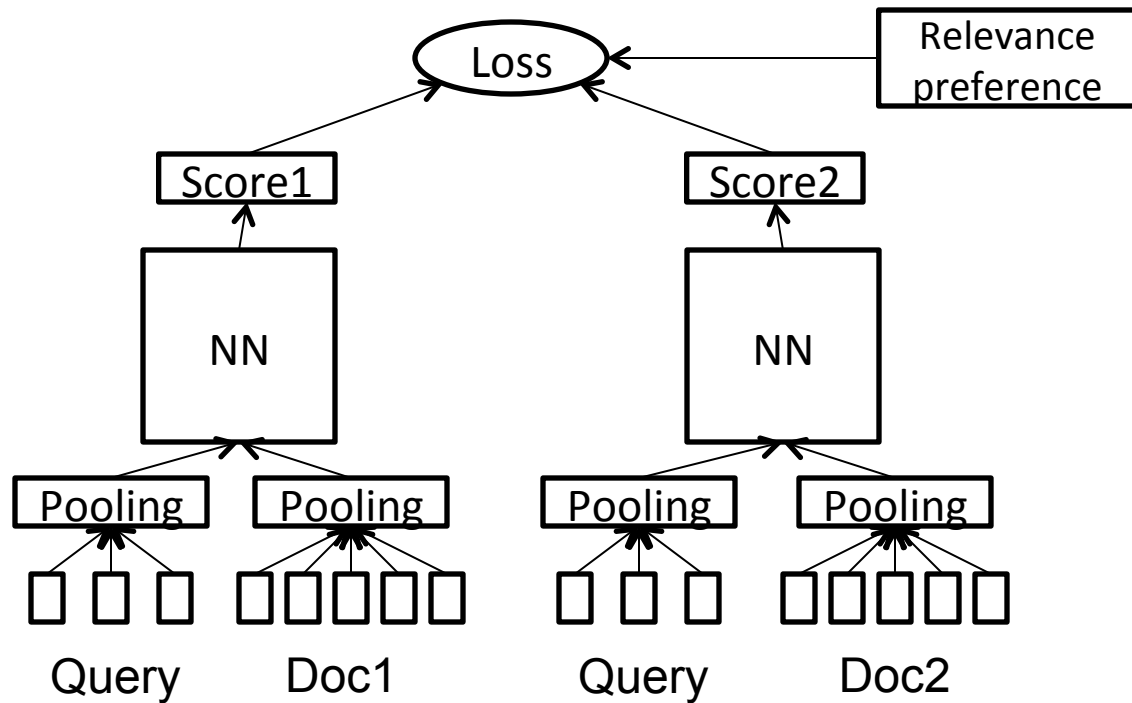 Loss
Relevance
preference
Score1
Score2
NN
NN
Pooling
Pooling
Pooling
Pooling
Query
Doc1
Query
Doc2